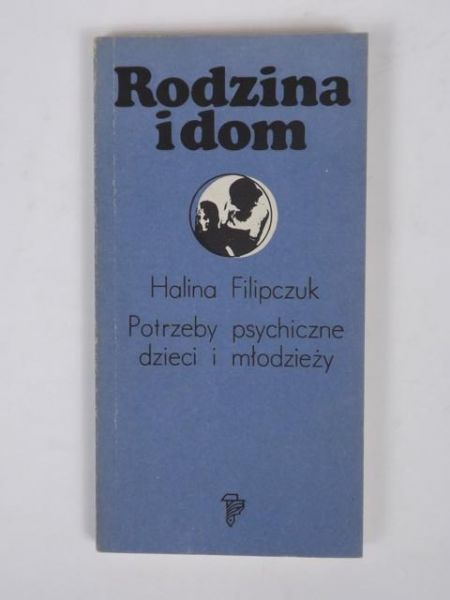 Rodzina
i dom
Halina Filipczuk
Potrzeby psychiczne
dzieci i młodzieży